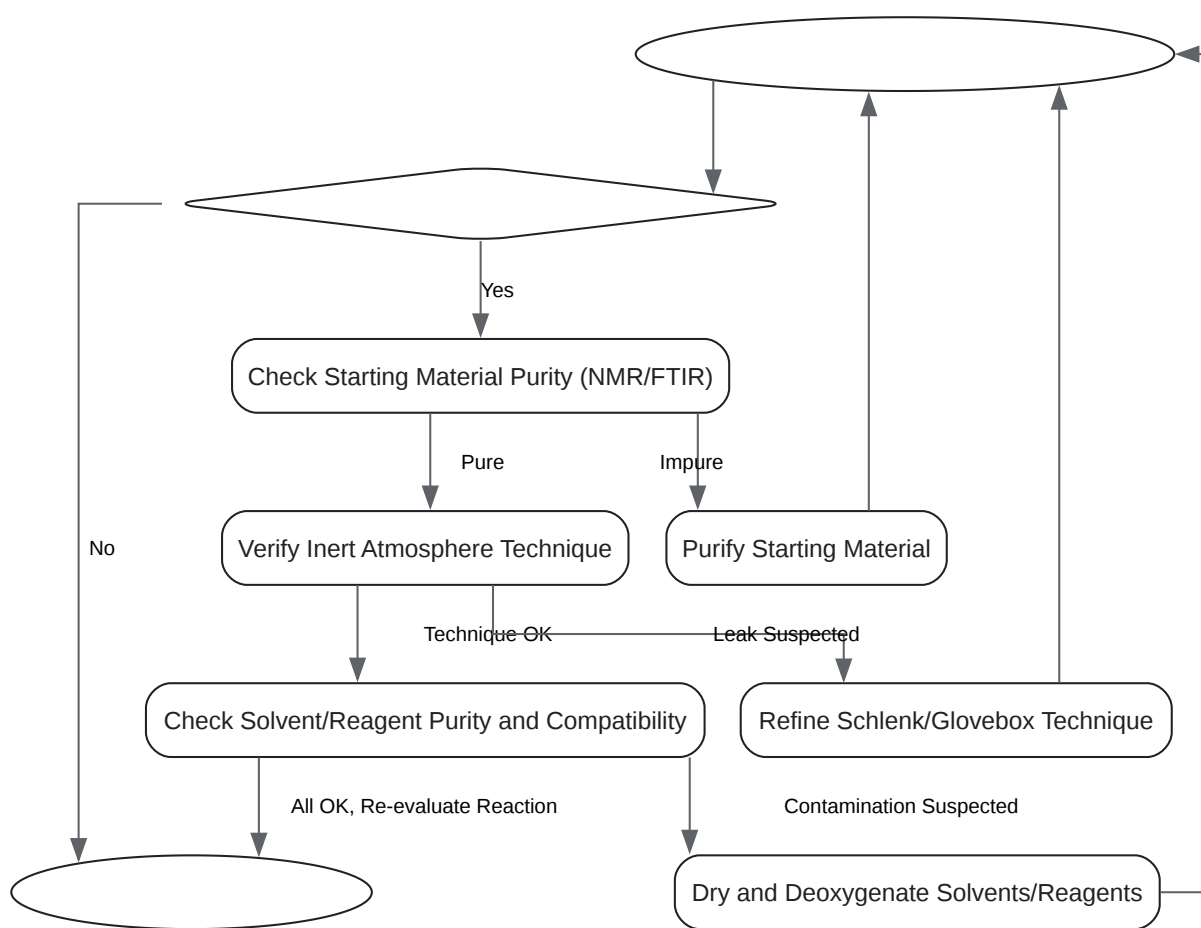 Yes
Check Starting Material Purity (NMR/FTIR)
Pure
Impure
No
Verify Inert Atmosphere Technique
Purify Starting Material
Technique OK
Leak Suspected
Check Solvent/Reagent Purity and Compatibility
Refine Schlenk/Glovebox Technique
All OK, Re-evaluate Reaction
Contamination Suspected
Dry and Deoxygenate Solvents/Reagents